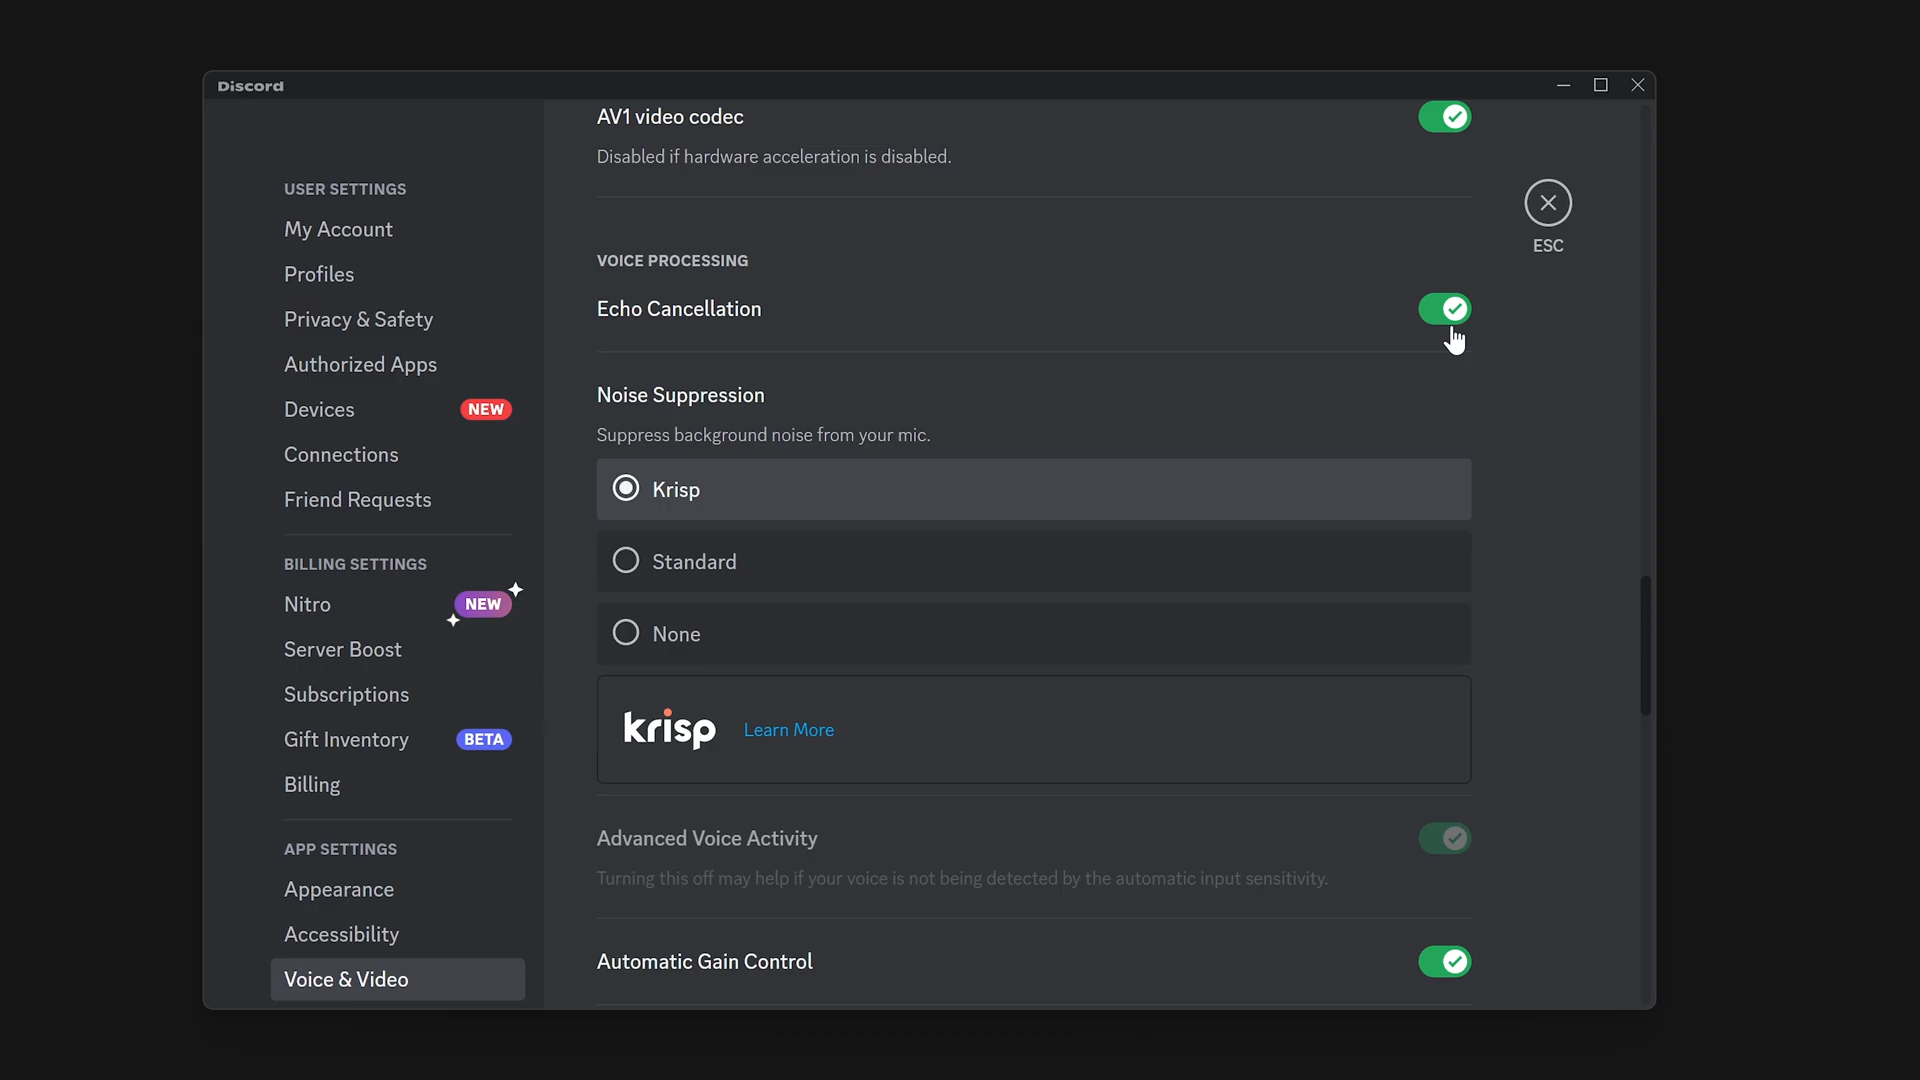 Discord
USER SETTINGS
My Account
Profiles
Privacy & Safety
Authorized Apps
Devices NEW
Connections
Friend Requests
BILLING SETTINGS
Nitro NEW
Server Boost
Subscriptions
Gift Inventory BETA
Billing
APP SETTINGS
Appearance
Accessibility
Voice & Video
AV1 video codec
Disabled if hardware acceleration is disabled.
ESC
VOICE PROCESSING
Echo Cancellation
Noise Suppression
Suppress background noise from your mic.
Krisp
Standard
None
krisp Learn More
Advanced Voice Activity
Turning this off may help if your voice is not being detected by the automatic input sensitivity.
Automatic Gain Control